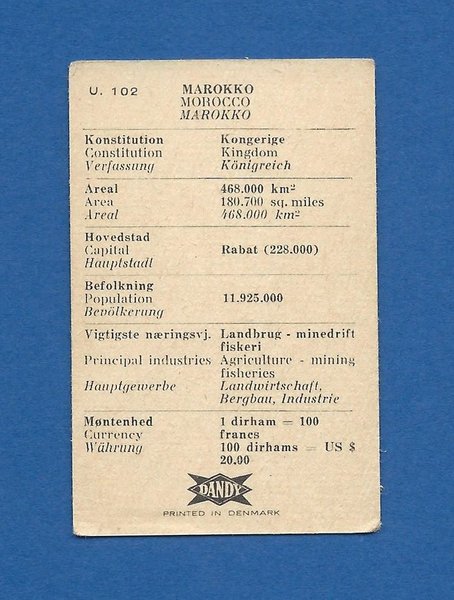 U. 102
MAROKKO
MOROCCO
MAROKKO
Konstitution Kongerige
Constitution Kingdom
Verfassung Königreich
Areal 468.000 km²
Area 180.700 sq. miles
Areal 468.000 km²
Hovedstad
Capital Rabat (228.000)
Hauptstadt
Befolkning
Population 11.925.000
Bevölkerung
Vigtigste næringsvj. Landbrug - minedrift
fiskeri
Principal industries Agriculture - mining
fisheries
Hauptgewerbe Landwirtschaft,
Bergbau, Industrie
Møntenhed 1 dirham = 100
Currency francs
Währung 100 dirhams = US $
20.00
DANDY
PRINTED IN DENMARK